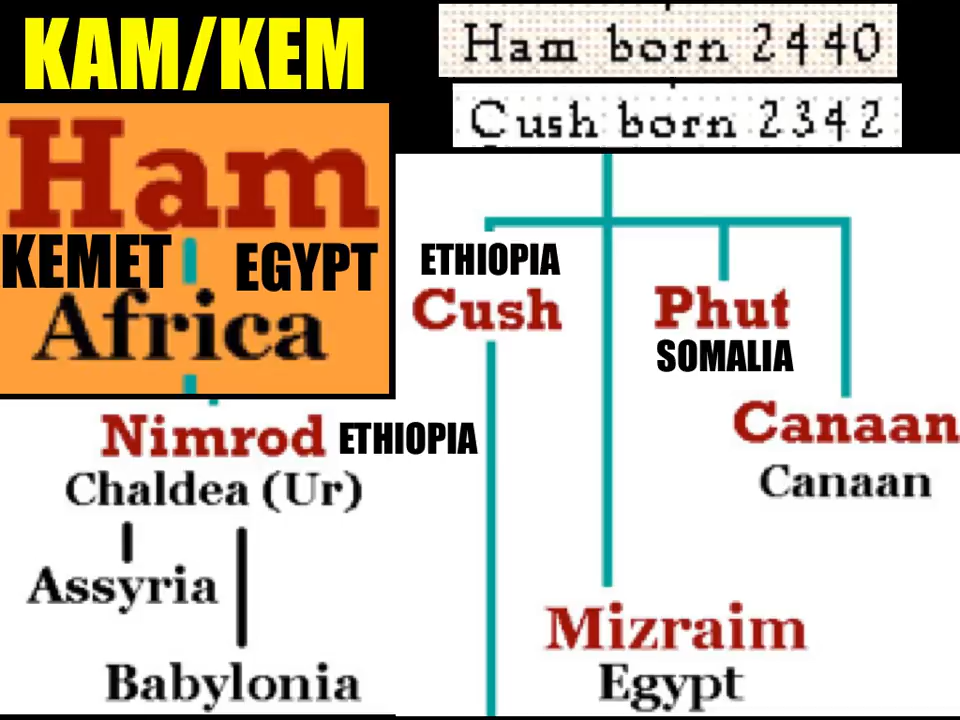 KAM/KEM
Ham born 2440
Cush born 2342
Ham
KEMET EGYPT
Africa
ETHIOPIA
Cush
Phut
SOMALIA
Nimrod ETHIOPIA
Chaldea (Ur)
Canaan
Canaan
Assyria
Babylonia
Mizraim
Egypt